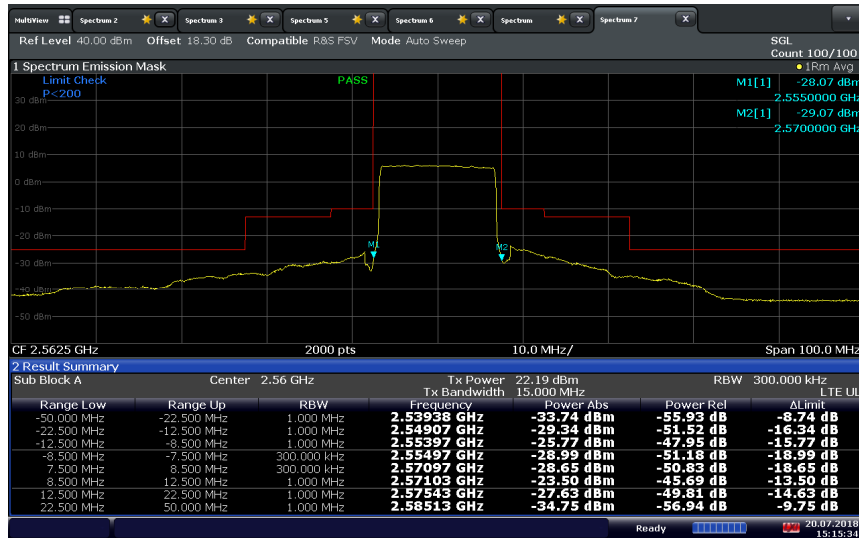 MultiView Spectrum 2 X Spectrum 3 X Spectrum 5 X Spectrum 6 X Spectrum X Spectrum 7 X
Ref Level 40.00 dBm Offset 18.30 dB Compatible R&S FSV Mode Auto Sweep SGL
Count 100/100
1 Spectrum Emission Mask 1Rm Avg
Limit Check PASS M1[1] -28.07 dBm
P<200 2.5550000 GHz
30 dBm
M2[1] -29.07 dBm
2.5700000 GHz
20 dBm
10 dBm
0 dBm
-10 dBm
-20 dBm
M1 M2
-30 dBm
-40 dBm
-50 dBm
CF 2.5625 GHz 2000 pts 10.0 MHz/ Span 100.0 MHz
2 Result Summary
Sub Block A Center 2.56 GHz Tx Power 22.19 dBm RBW 300.000 kHz
Tx Bandwidth 15.000 MHz LTE UL
Range Low Range Up RBW Frequency Power Abs Power Rel ΔLimit
-50.000 MHz -22.500 MHz 1.000 MHz 2.53938 GHz -33.74 dBm -55.93 dB -8.74 dB
-22.500 MHz -12.500 MHz 1.000 MHz 2.54907 GHz -29.34 dBm -51.52 dB -16.34 dB
-12.500 MHz -8.500 MHz 1.000 MHz 2.55397 GHz -25.77 dBm -47.95 dB -15.77 dB
-8.500 MHz -7.500 MHz 300.000 kHz 2.55497 GHz -28.99 dBm -51.18 dB -18.99 dB
7.500 MHz 8.500 MHz 300.000 kHz 2.57097 GHz -28.65 dBm -50.83 dB -18.65 dB
8.500 MHz 12.500 MHz 1.000 MHz 2.57103 GHz -23.50 dBm -45.69 dB -13.50 dB
12.500 MHz 22.500 MHz 1.000 MHz 2.57543 GHz -27.63 dBm -49.81 dB -14.63 dB
22.500 MHz 50.000 MHz 1.000 MHz 2.58513 GHz -34.75 dBm -56.94 dB -9.75 dB
Ready 20.07.2018
15:15:34